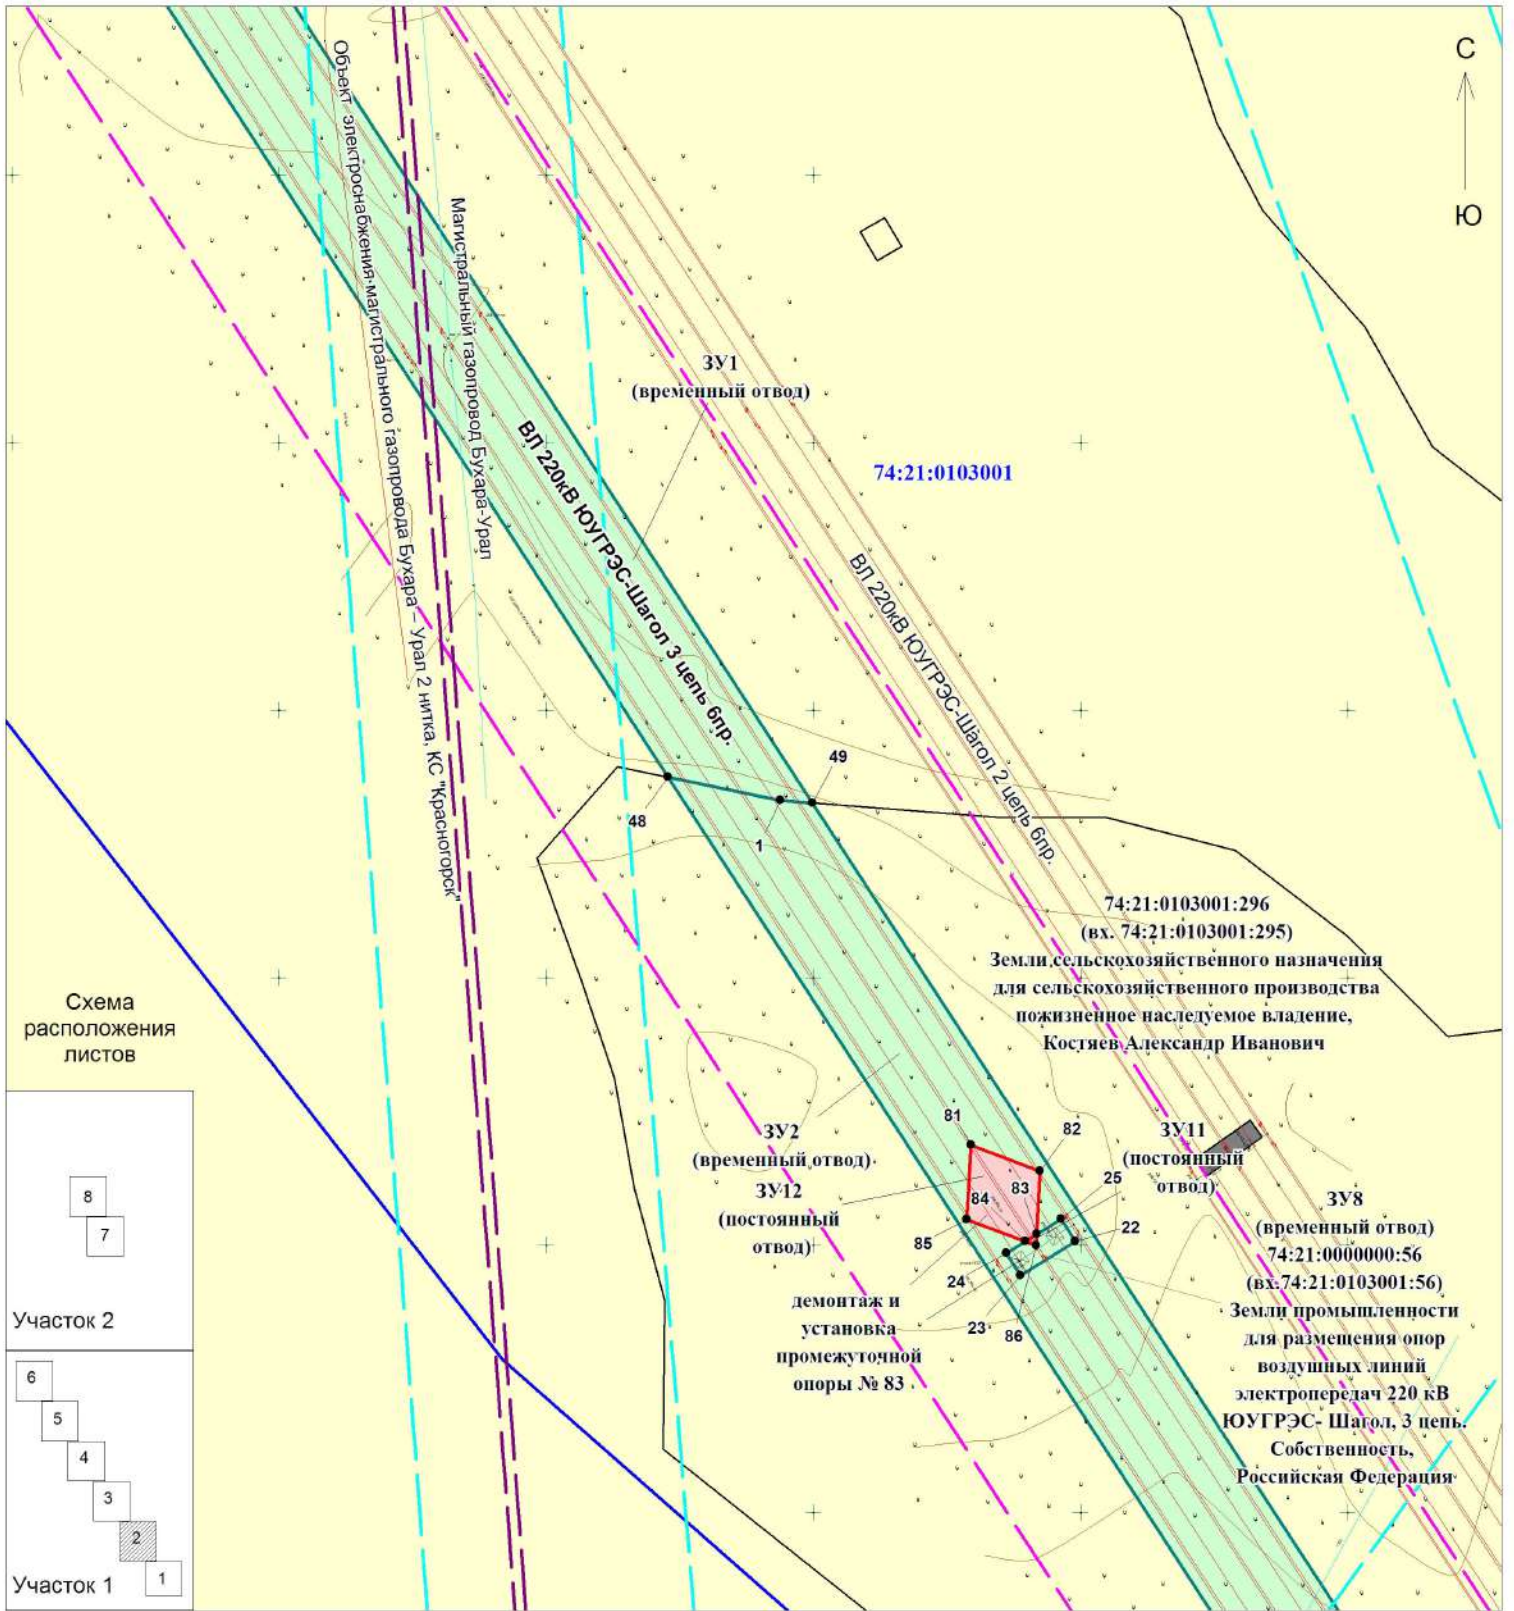 С
Ю
Объект электроснабжения магистрального газопровода Бухара – Урал 2 нитка, КС "Красногорск"
Магистральный газопровод Бухара-Урал
ВЛ 220кВ ЮУГРЭС-Шагол 3 цепь 6пр.
ЗУ1
(временный отвод)
74:21:0103001
ВЛ 220кВ ЮУГРЭС-Шагол 2 цепь 6пр.
49
48
1
74:21:0103001:296
(вх. 74:21:0103001:295)
Земли сельскохозяйственного назначения
для сельскохозяйственного производства
пожизненное наследуемое владение,
Костяев Александр Иванович
81
82
ЗУ2
(временный отвод)
ЗУ12
(постоянный
отвод)
84
83
25
22
85
24
23
86
ЗУ11
(постоянный
отвод)
ЗУ8
(временный отвод)
74:21:0000000:56
(вх.74:21:0103001:56)
Земли промышленности
для размещения опор
воздушных линий
электропередач 220 кВ
ЮУГРЭС- Шагол, 3 цепь.
Собственность,
Российская Федерация
демонтаж и
установка
промежуточной
опоры № 83
Схема
расположения
листов
8
7
Участок 2
6
5
4
3
2
1
Участок 1